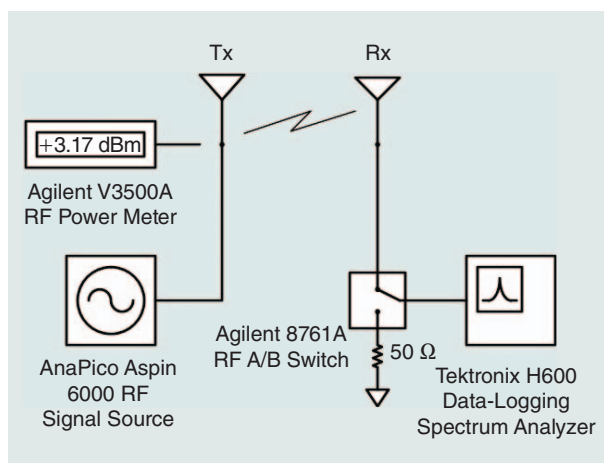 Tx
Rx
+3.17 dBm
Agilent V3500A
RF Power Meter
Agilent 8761A
RF A/B Switch
50 Ω
AnaPico Aspin
6000 RF
Signal Source
Tektronix H600
Data-Logging
Spectrum Analyzer